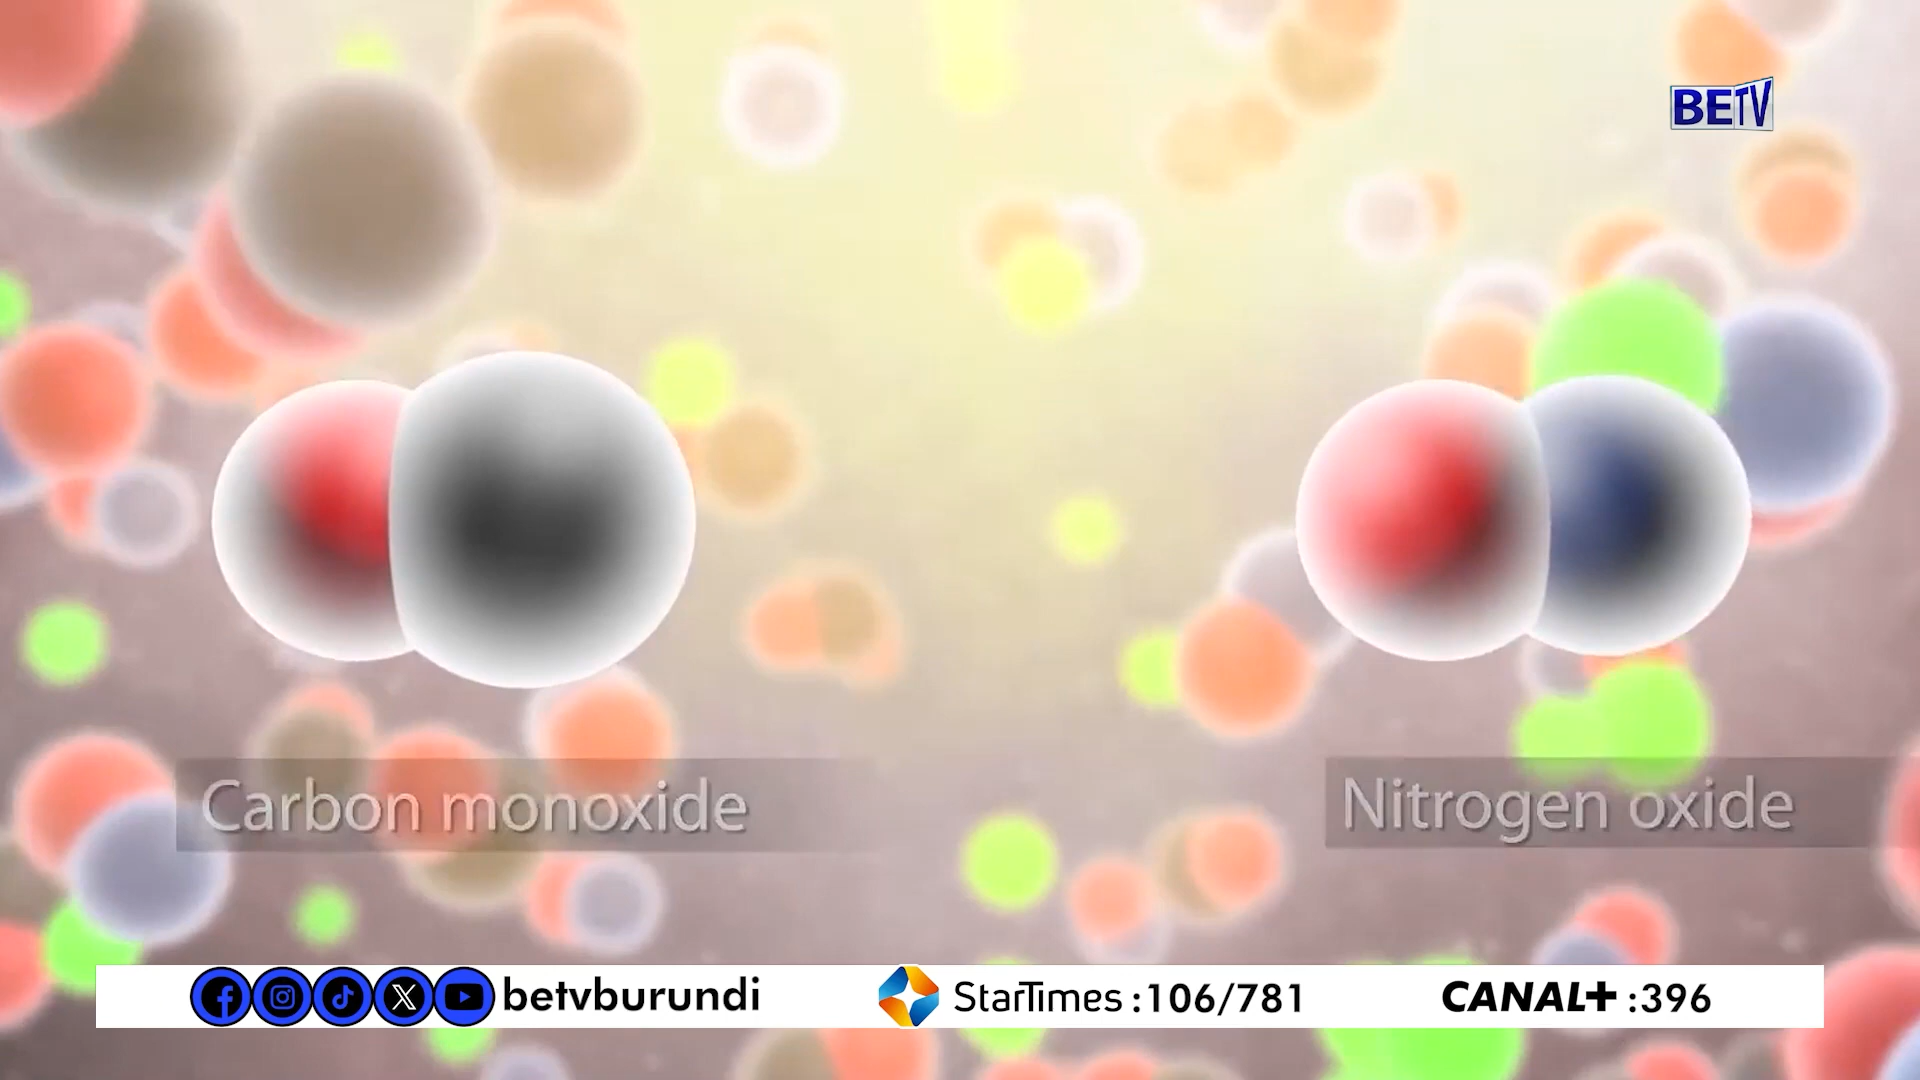 BETV
Carbon monoxide
Nitrogen oxide
betvburundi
StarTimes :106/781
CANAL+ :396